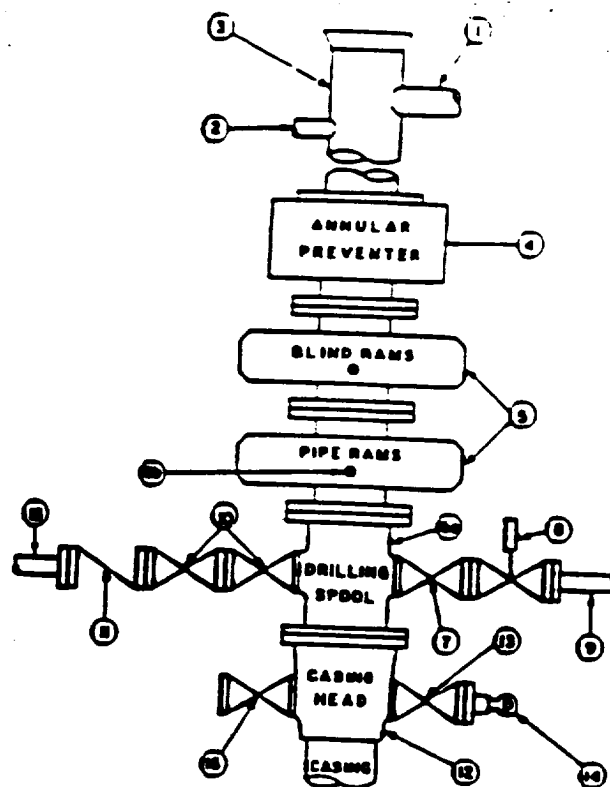 3
1
2
ANNULAR
PREVENTER
4
BLIND RAMS
5
PIPE RAMS
8
10
DRILLING
SPOOL
11
7
9
13
CASING
HEAD
12
14
CASING